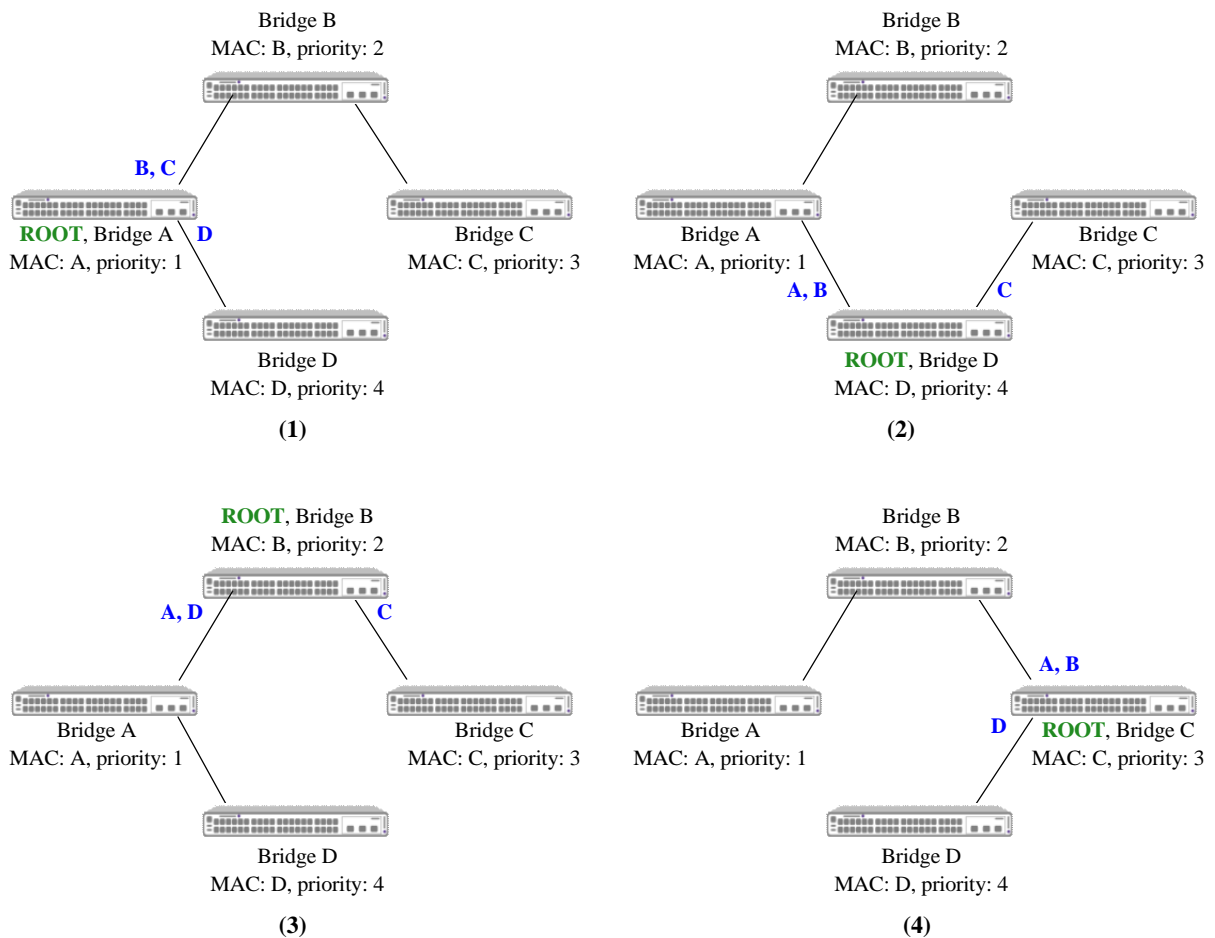 Bridge B
MAC: B, priority: 2
B, C
ROOT, Bridge A
D
MAC: A, priority: 1
Bridge C
MAC: C, priority: 3
Bridge D
MAC: D, priority: 4
(1)
Bridge B
MAC: B, priority: 2
Bridge A
MAC: A, priority: 1
Bridge C
MAC: C, priority: 3
A, B
C
ROOT, Bridge D
MAC: D, priority: 4
(2)
ROOT, Bridge B
MAC: B, priority: 2
A, D
C
Bridge A
MAC: A, priority: 1
Bridge C
MAC: C, priority: 3
Bridge D
MAC: D, priority: 4
(3)
Bridge B
MAC: B, priority: 2
A, B
Bridge A
MAC: A, priority: 1
D
ROOT, Bridge C
MAC: C, priority: 3
Bridge D
MAC: D, priority: 4
(4)